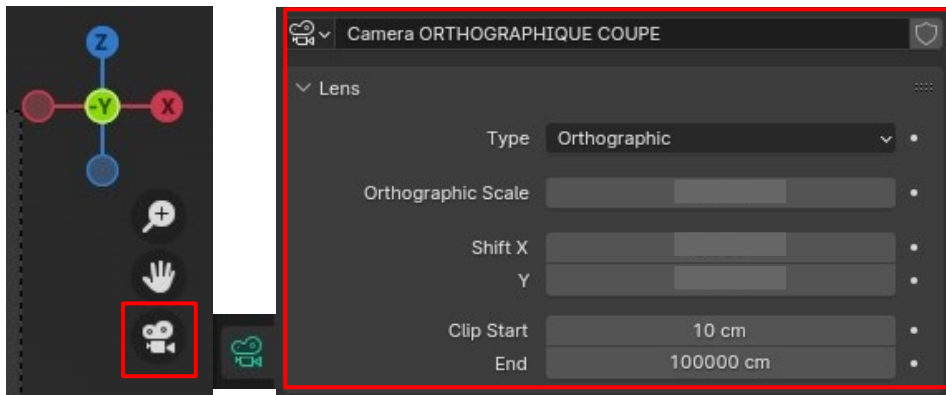 Z
-Y X
Camera ORTHOGRAPHIQUE COUPE
Lens
Type Orthographic
Orthographic Scale
Shift X
Y
Clip Start 10 cm
End 100000 cm